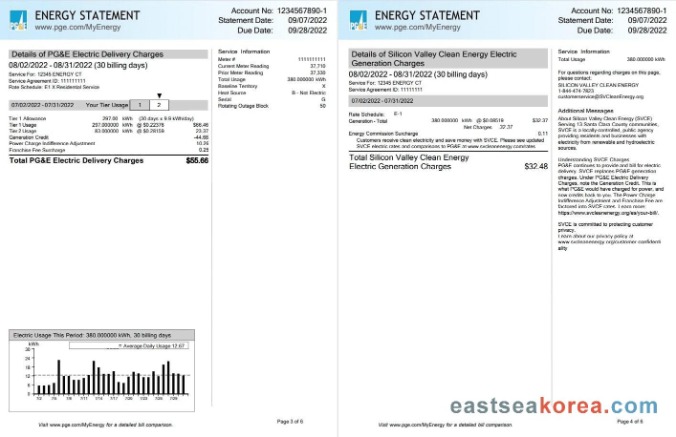 ENERGY STATEMENT
www.pge.com/MyEnergy
Account No: 1234567890-1
Statement Date: 09/07/2022
Due Date: 09/28/2022
Details of PG&E Electric Delivery Charges
08/02/2022 - 08/31/2022 (30 billing days)
Service For: 12345 ENERGY CT
Service Agreement ID: 11111111
Rate Schedule: E1 X Residential Service
07/02/2022 - 07/31/2022 Your Tier Usage 1 2
Tier 1 Allowance 297.00 kWh (30 days x 9.9 kWh/day)
Tier 1 Usage 297.000000 kWh @ $0.22376 $66.46
Tier 2 Usage 83.000000 kWh @ $0.28159 23.37
Generation Credit -44.66
Power Charge Indifference Adjustment
Franchise Fee Surcharge
Total PG&E Electric Delivery Charges $55.66
Service Information
Meter # 1111111111
Current Meter Reading 37,710
Prior Meter Reading 37,330
Total Usage 380.000000 kWh
Baseline Territory X
Heat Source B - Not Electric
Serial G
Rotating Outage Block 50
Electric Usage This Period: 380.000000 kWh, 30 billing days
kWh
= Average Daily Usage 12.67
Visit www.pge.com/MyEnergy for a detailed bill comparison.
Page 3 of 6
ENERGY STATEMENT
www.pge.com/MyEnergy
Account No: 1234567890-1
Statement Date: 09/07/2022
Due Date: 09/28/2022
Details of Silicon Valley Clean Energy Electric
Generation Charges
08/02/2022 - 08/31/2022 (30 billing days)
Service For: 12345 ENERGY CT
Service Agreement ID: 11111111
07/02/2022 - 07/31/2022
Rate Schedule: E-1
Generation - Total 380.000000 kWh @ $0.08519 $32.37
Net Charges 32.37
Energy Commission Surcharge 0.11
Customers receive clean electricity and save money with SVCE. Please see updated
SVCE electric rates and comparisons to PG&E at www.svcleanenergy.org/rates
Total Silicon Valley Clean Energy
Electric Generation Charges $32.48
Service Information
Total Usage 380.000000 kWh
For questions regarding charges on this page,
please contact:
SILICON VALLEY CLEAN ENERGY
1-844-474-7823
customerservice@SVCleanEnergy.org
Additional Messages
About Silicon Valley Clean Energy (SVCE)
Serving 13 Santa Clara County communities,
SVCE is a locally-controlled, public agency
providing residents and businesses with
electricity from renewable and hydroelectric
sources.
Understanding SVCE Charges
PG&E continues to provide and bill for electric
delivery. SVCE replaces PG&E generation
charges. Under PG&E Electric Delivery
Charges, note the Generation Credit. This is
what PG&E would have charged for power, and
now credits back to you. The Power Charge
Indifference Adjustment and Franchise Fee are
factored into SVCE rates. Learn more:
SVCE is committed to protecting customer
privacy.
Learn about our privacy policy at
www.svcleanenergy.org/customer-confidenti
ality
Visit www.pge.com/MyEnergy for a detailed bill comparison.
Page 4 of 6
eastseakorea.com